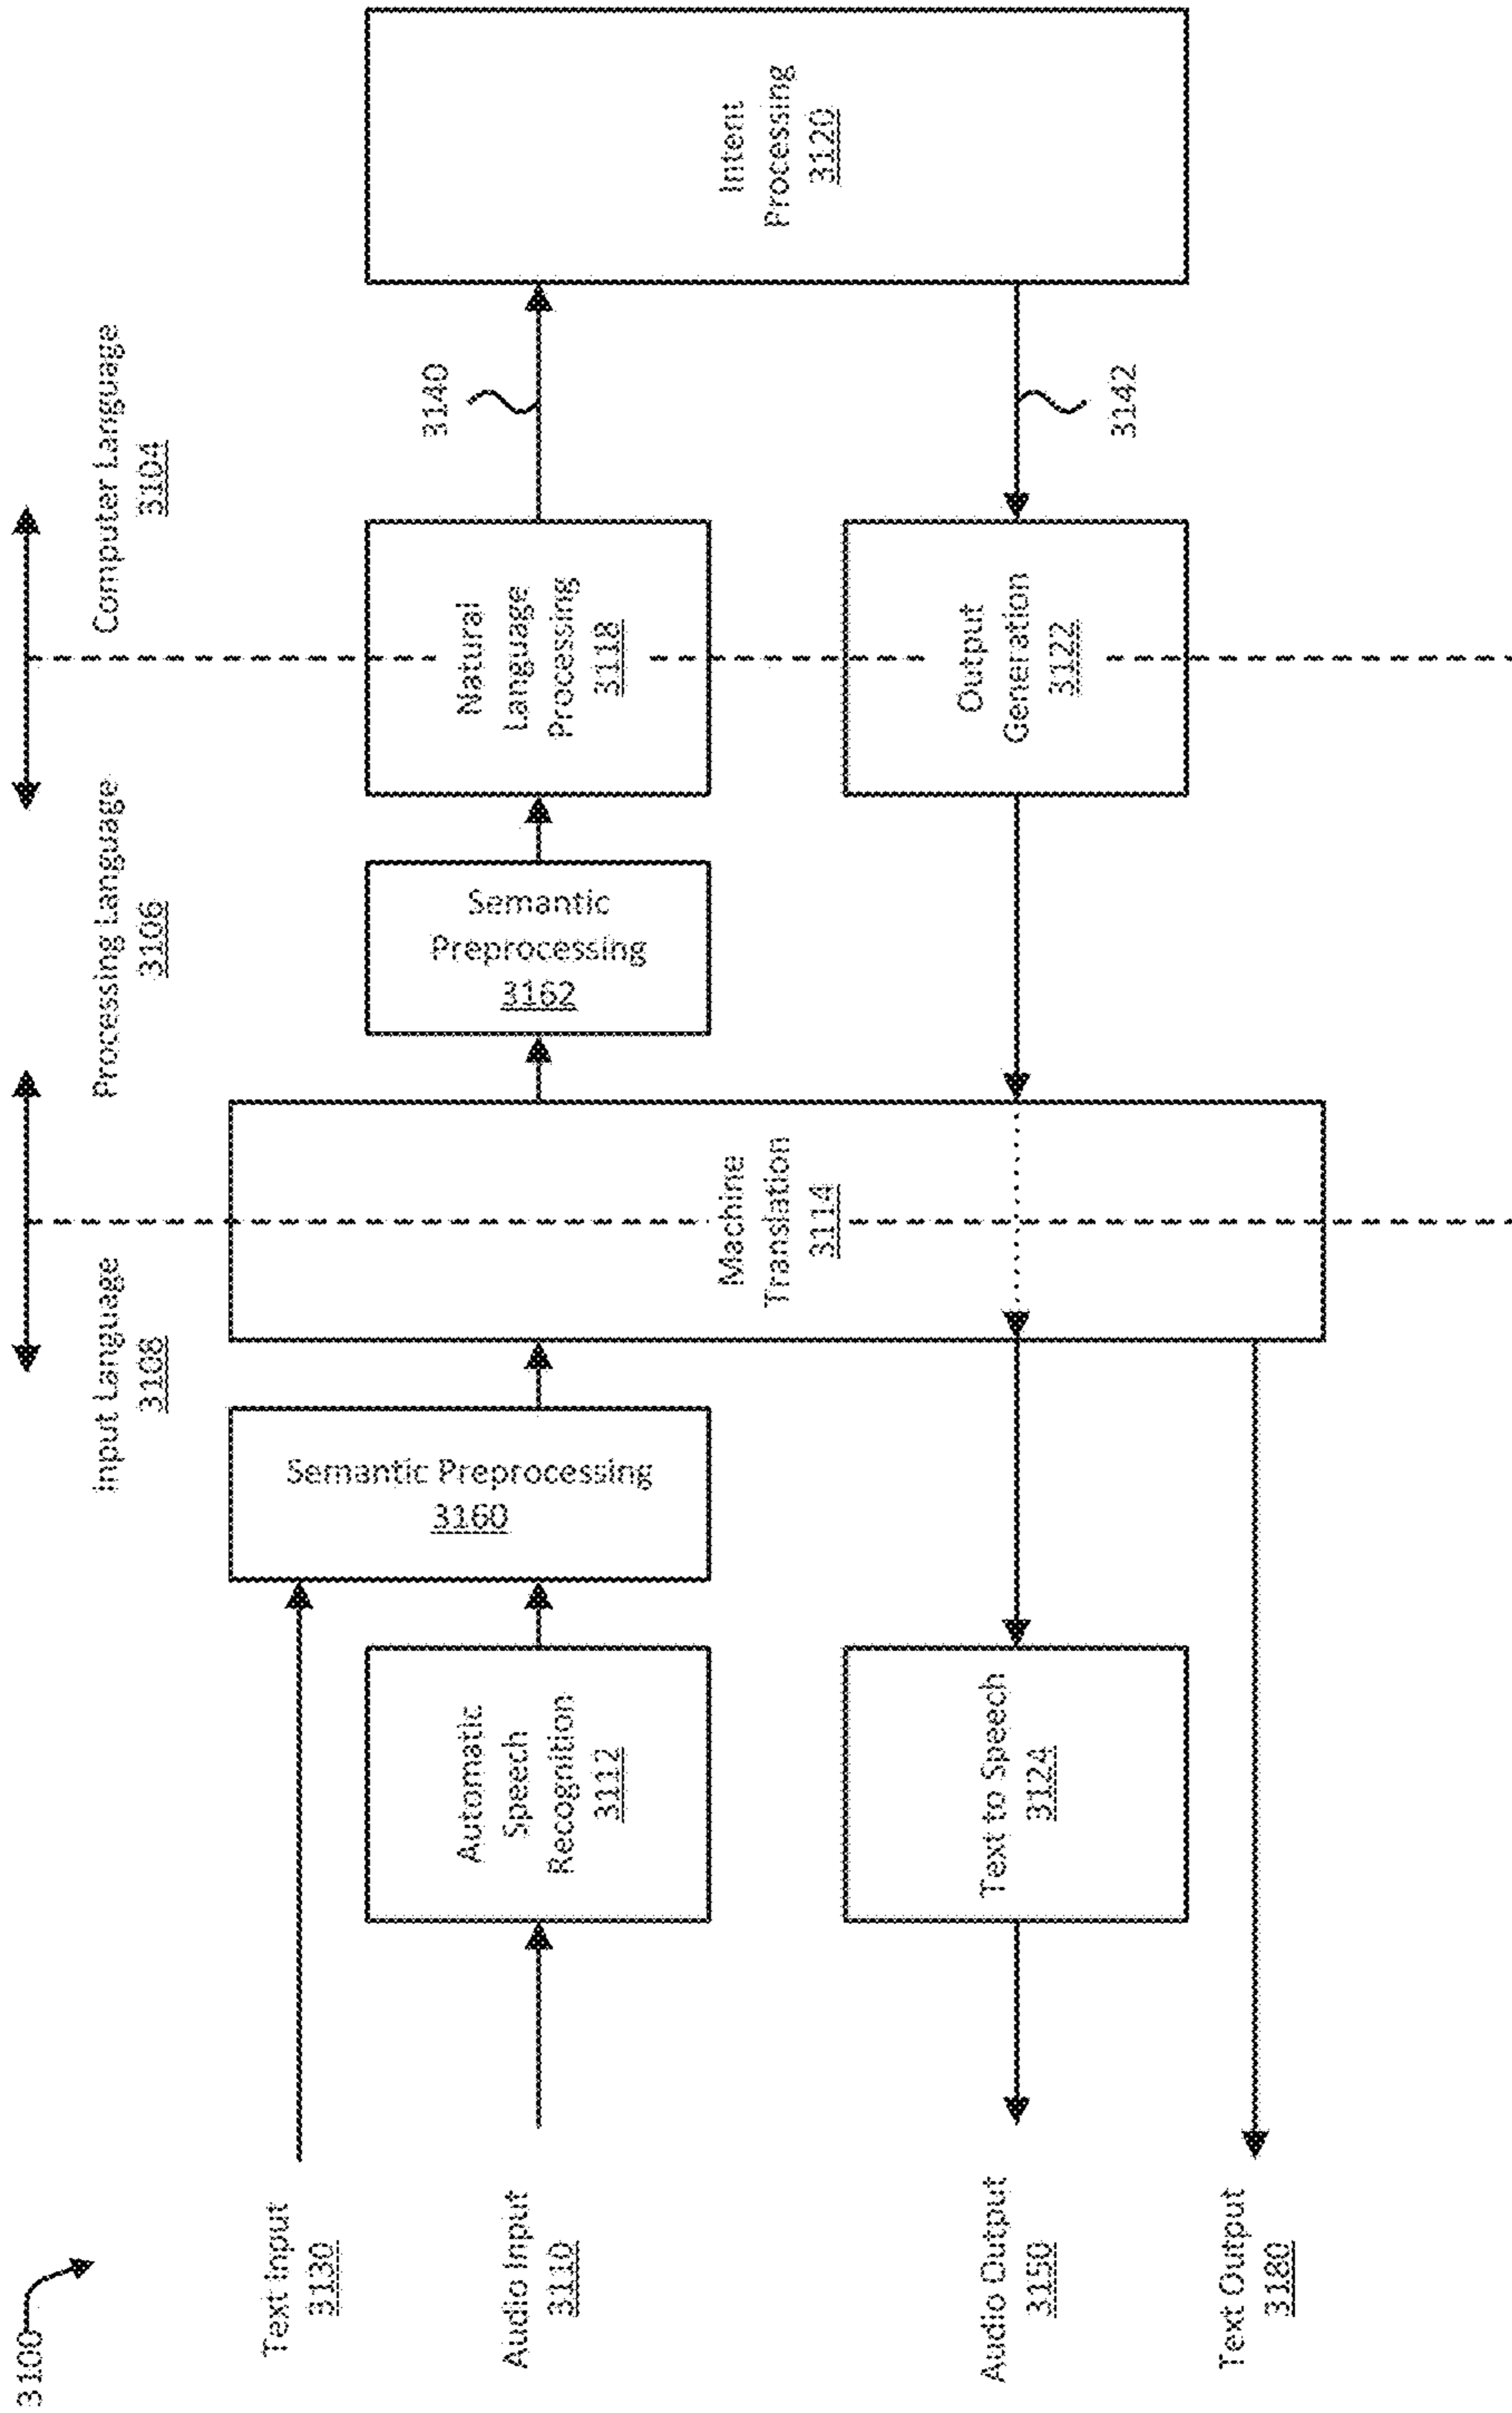 3100
Input Language
3108
Processing Language
3106
Computer Language
3104
Text Input
3130
Audio Input
3110
Automatic
Speech
Recognition
3112
Semantic Preprocessing
3160
Machine
Translation
3114
Semantic
Preprocessing
3162
Natural
Language
Processing
3118
3140
Intent
Processing
3120
3142
Output
Generation
3122
Text to Speech
3124
Audio Output
3150
Text Output
3180